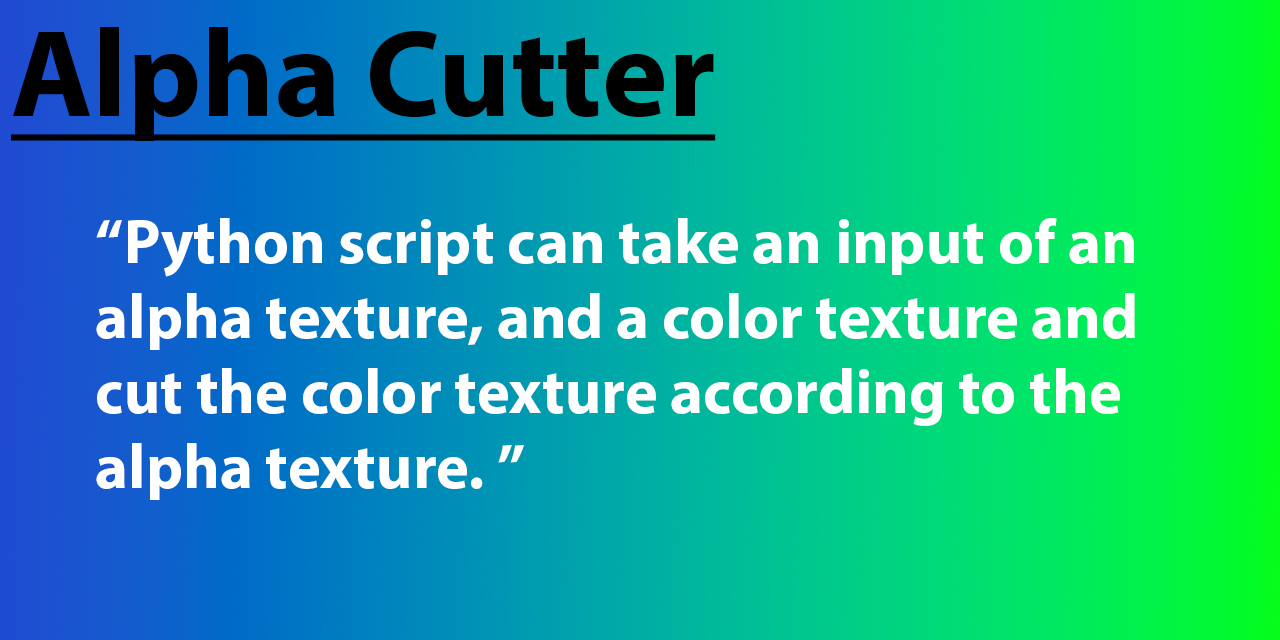 Alpha Cutter
“Python script can take an input of an
alpha texture, and a color texture and
cut the color texture according to the
alpha texture. ”